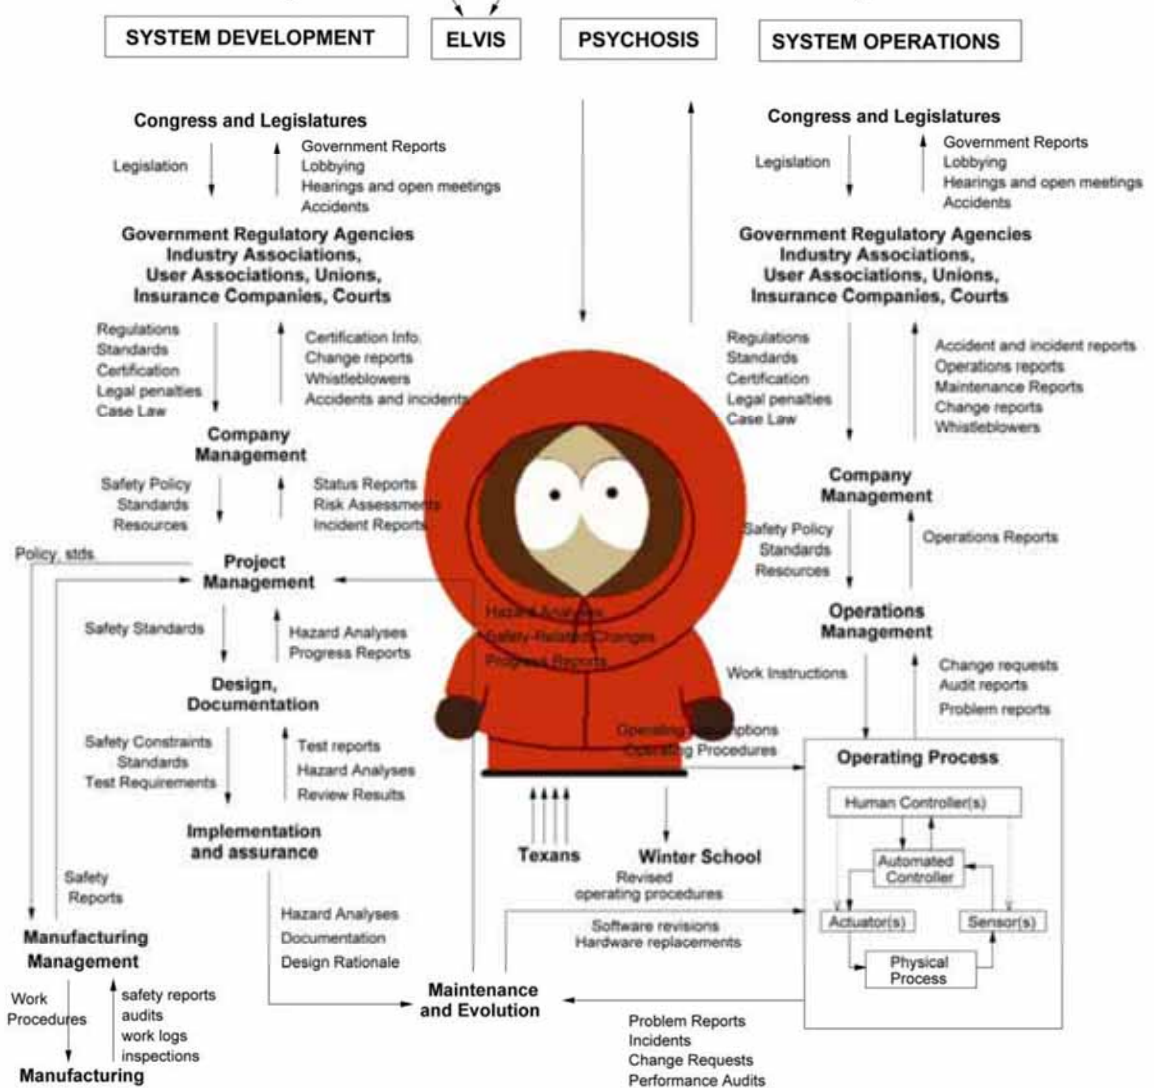 SYSTEM DEVELOPMENT
ELVIS
PSYCHOSIS
SYSTEM OPERATIONS
Congress and Legislatures
Legislation
Government Reports
Lobbying
Hearings and open meetings
Accidents
Government Regulatory Agencies
Industry Associations,
User Associations, Unions,
Insurance Companies, Courts
Regulations
Standards
Certification
Legal penalties
Case Law
Certification Info.
Change reports
Whistleblowers
Accidents and incidents
Company
Management
Safety Policy
Standards
Resources
Status Reports
Risk Assessments
Incident Reports
Policy, stds.
Project
Management
Safety Standards
Hazard Analyses
Progress Reports
Hazard Analyses
Safety-Related Changes
Progress Reports
Design,
Documentation
Safety Constraints
Standards
Test Requirements
Test reports
Hazard Analyses
Review Results
Implementation
and assurance
Safety
Reports
Hazard Analyses
Documentation
Design Rationale
Manufacturing
Management
Work
Procedures
safety reports
audits
work logs
inspections
Manufacturing
Texans
Winter School
Revised
operating procedures
Software revisions
Hardware replacements
Maintenance
and Evolution
Problem Reports
Incidents
Change Requests
Performance Audits
Congress and Legislatures
Legislation
Government Reports
Lobbying
Hearings and open meetings
Accidents
Government Regulatory Agencies
Industry Associations,
User Associations, Unions,
Insurance Companies, Courts
Regulations
Standards
Certification
Legal penalties
Case Law
Accident and incident reports
Operations reports
Maintenance Reports
Change reports
Whistleblowers
Company
Management
Safety Policy
Standards
Resources
Operations Reports
Operations
Management
Work Instructions
Change requests
Audit reports
Problem reports
Operating
Operating Procedures
Operating Process
Human Controller(s)
Automated
Controller
Actuator(s)
Sensor(s)
Physical
Process